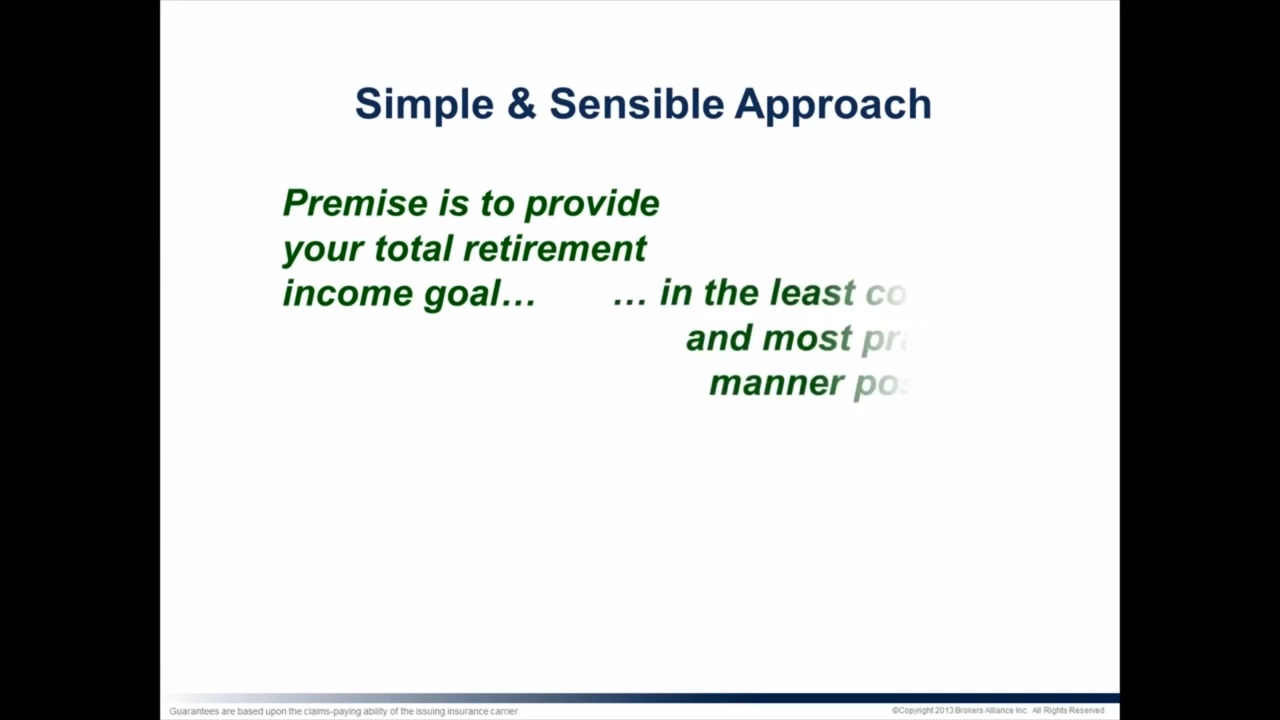 Simple & Sensible Approach
Premise is to provide
your total retirement
income goal…
… in the least
and most
manner
Guarantees are based upon the claims-paying ability of the issuing insurance carrier.
©Copyright 2013 Brokers Alliance Inc. All Rights Reserved